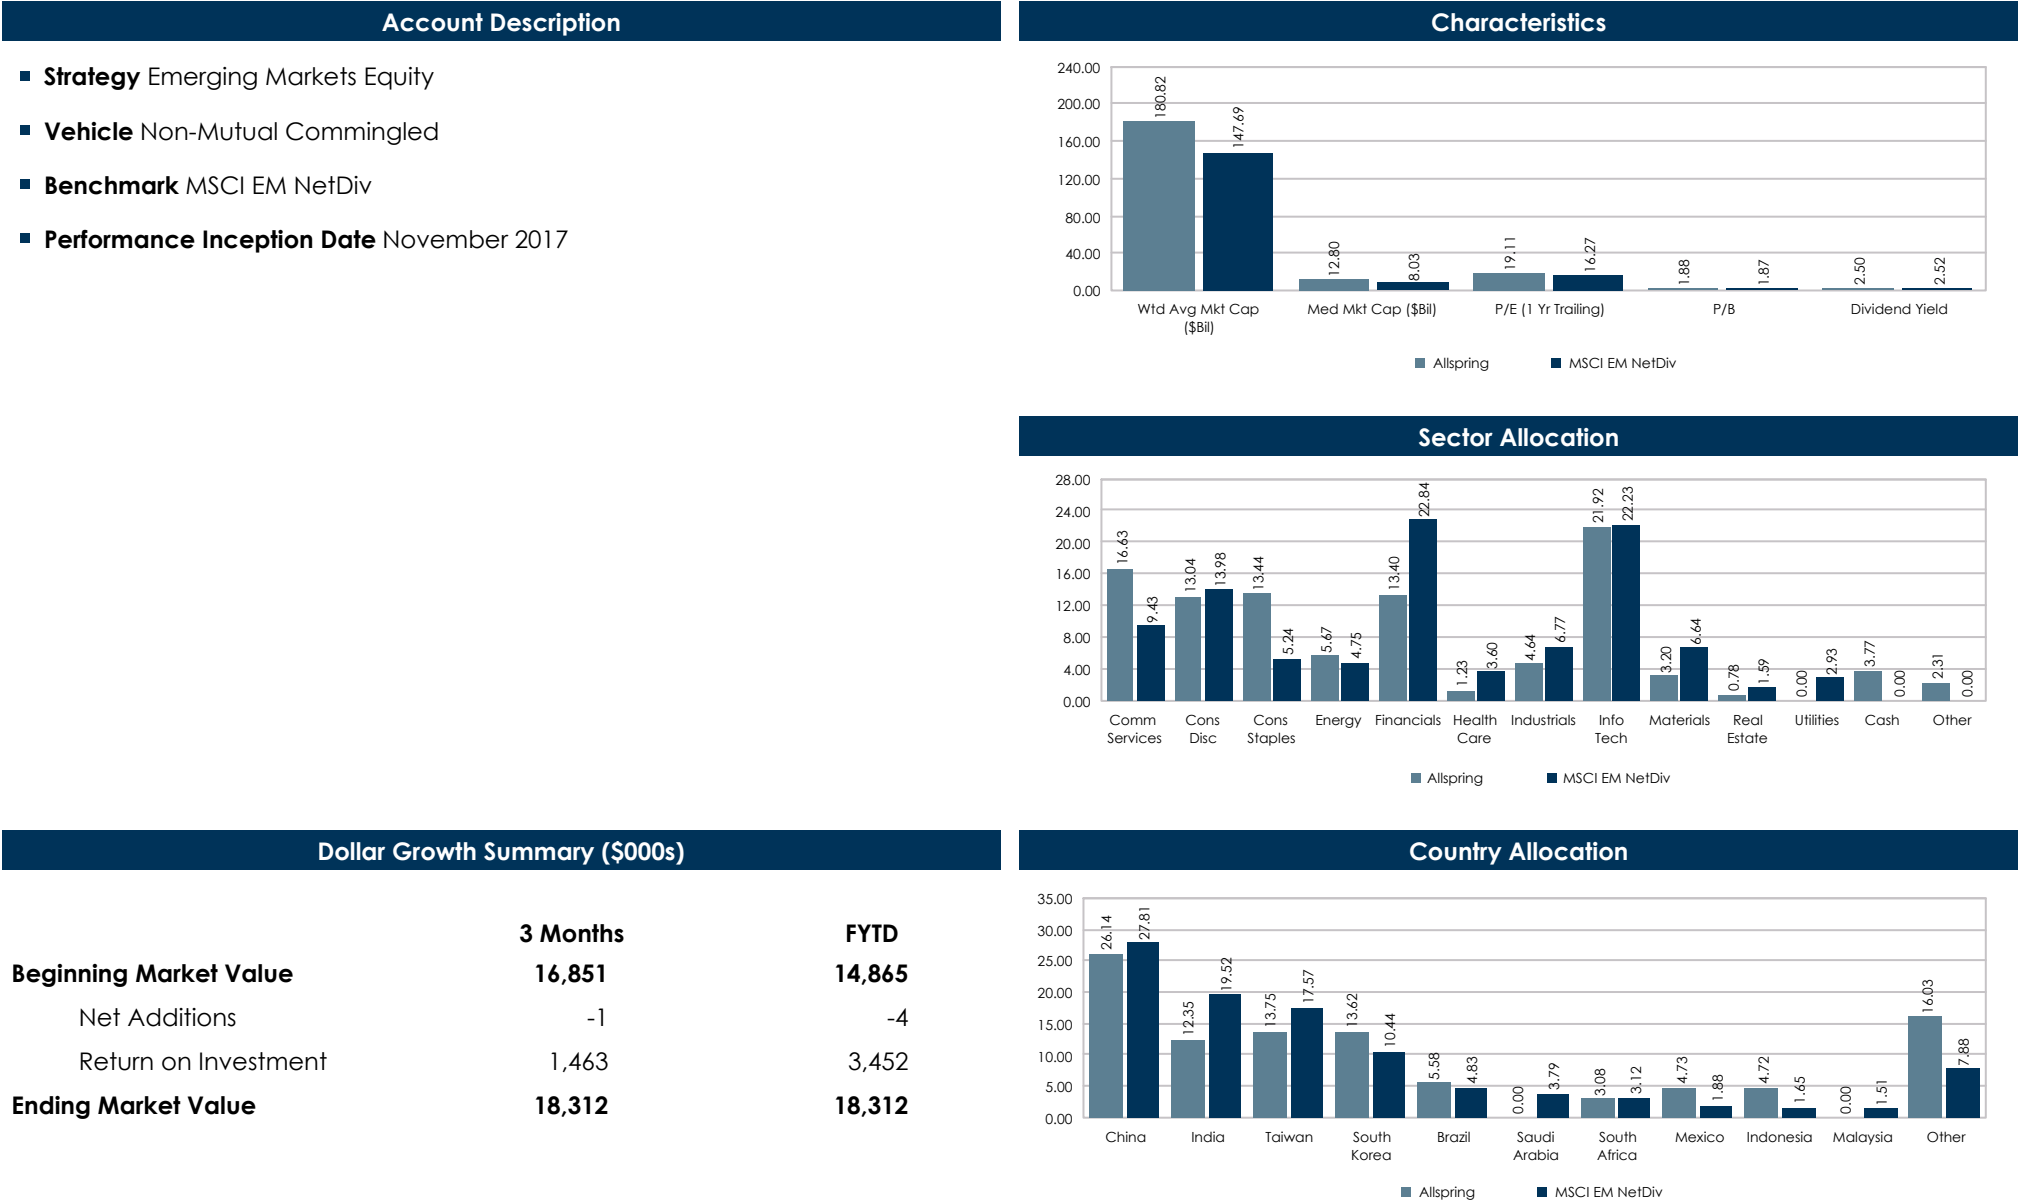 Account Description
Strategy Emerging Markets Equity
Vehicle Non-Mutual Commingled
Benchmark MSCI EM NetDiv
Performance Inception Date November 2017
Characteristics
240.00
200.00
160.00
120.00
80.00
40.00
0.00
180.82
147.69
12.80
8.03
19.11
16.27
1.88
1.87
2.50
2.52
Wtd Avg Mkt Cap
($Bil)
Med Mkt Cap ($Bil)
P/E (1 Yr Trailing)
P/B
Dividend Yield
Allspring
MSCI EM NetDiv
Sector Allocation
28.00
24.00
20.00
16.00
12.00
8.00
4.00
0.00
16.63
9.43
13.04
13.98
13.44
5.24
5.67
4.75
13.40
22.84
1.23
3.60
4.64
6.77
21.92
22.23
3.20
6.64
0.78
1.59
0.00
2.93
3.77
0.00
2.31
0.00
Comm
Services
Cons
Disc
Cons
Staples
Energy
Financials
Health
Care
Industrials
Info
Tech
Materials
Real
Estate
Utilities
Cash
Other
Allspring
MSCI EM NetDiv
Dollar Growth Summary ($000s)
3 Months FYTD
Beginning Market Value 16,851 14,865
Net Additions -1 -4
Return on Investment 1,463 3,452
Ending Market Value 18,312 18,312
Country Allocation
35.00
30.00
25.00
20.00
15.00
10.00
5.00
0.00
26.14
27.81
12.35
19.52
13.75
17.57
13.62
10.44
5.58
4.83
0.00
3.79
3.08
3.12
4.73
1.88
4.72
1.65
0.00
1.51
16.03
7.88
China
India
Taiwan
South
Korea
Brazil
Saudi
Arabia
South
Africa
Mexico
Indonesia
Malaysia
Other
Allspring
MSCI EM NetDiv